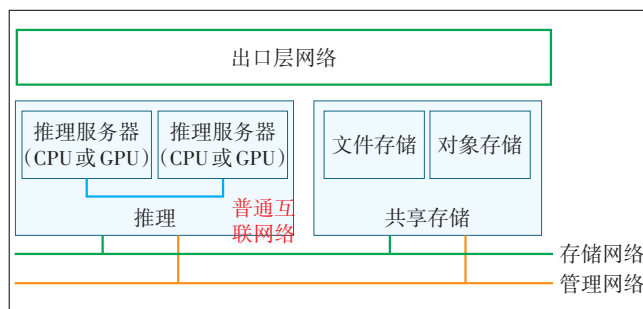 出口层网络
推理服务器
(CPU或GPU)
推理服务器
(CPU或GPU)
文件存储
对象存储
推理
普通互
联网络
共享存储
存储网络
管理网络